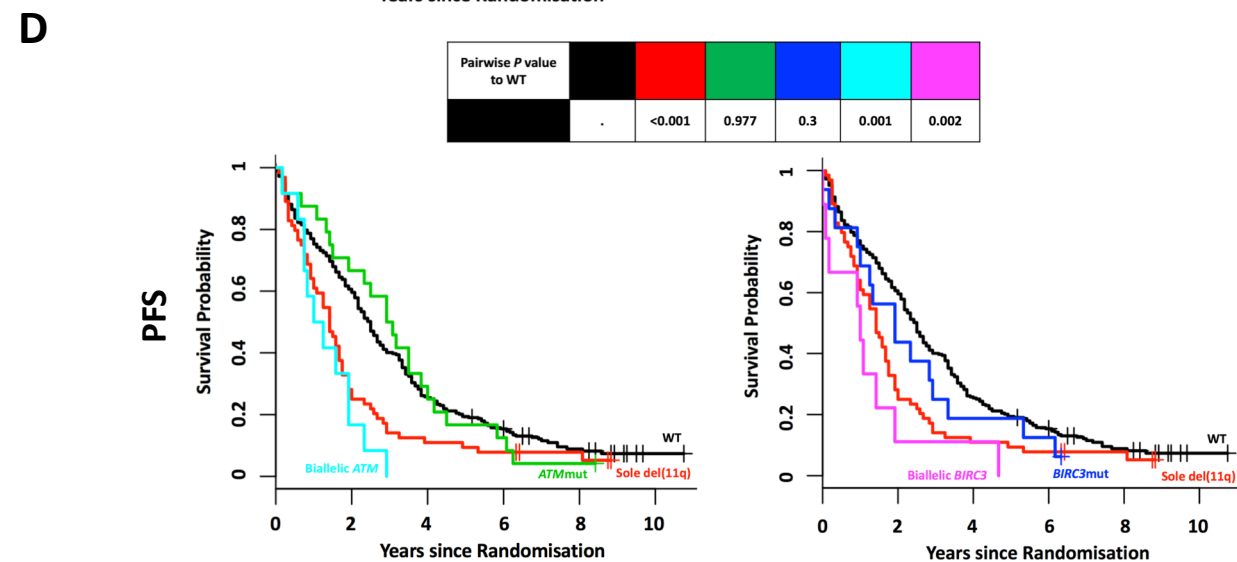 Years since Randomisation
D
Pairwise P value
to WT
. <0.001 0.977 0.3 0.001 0.002
PFS
Survival Probability
1
0.8
0.6
0.4
0.2
0
WT
Biallelic ATM
ATMmut
Sole del(11q)
0 2 4 6 8 10
Years since Randomisation
Survival Probability
1
0.8
0.6
0.4
0.2
0
WT
Biallelic BIRC3
BIRC3mut
Sole del(11q)
0 2 4 6 8 10
Years since Randomisation